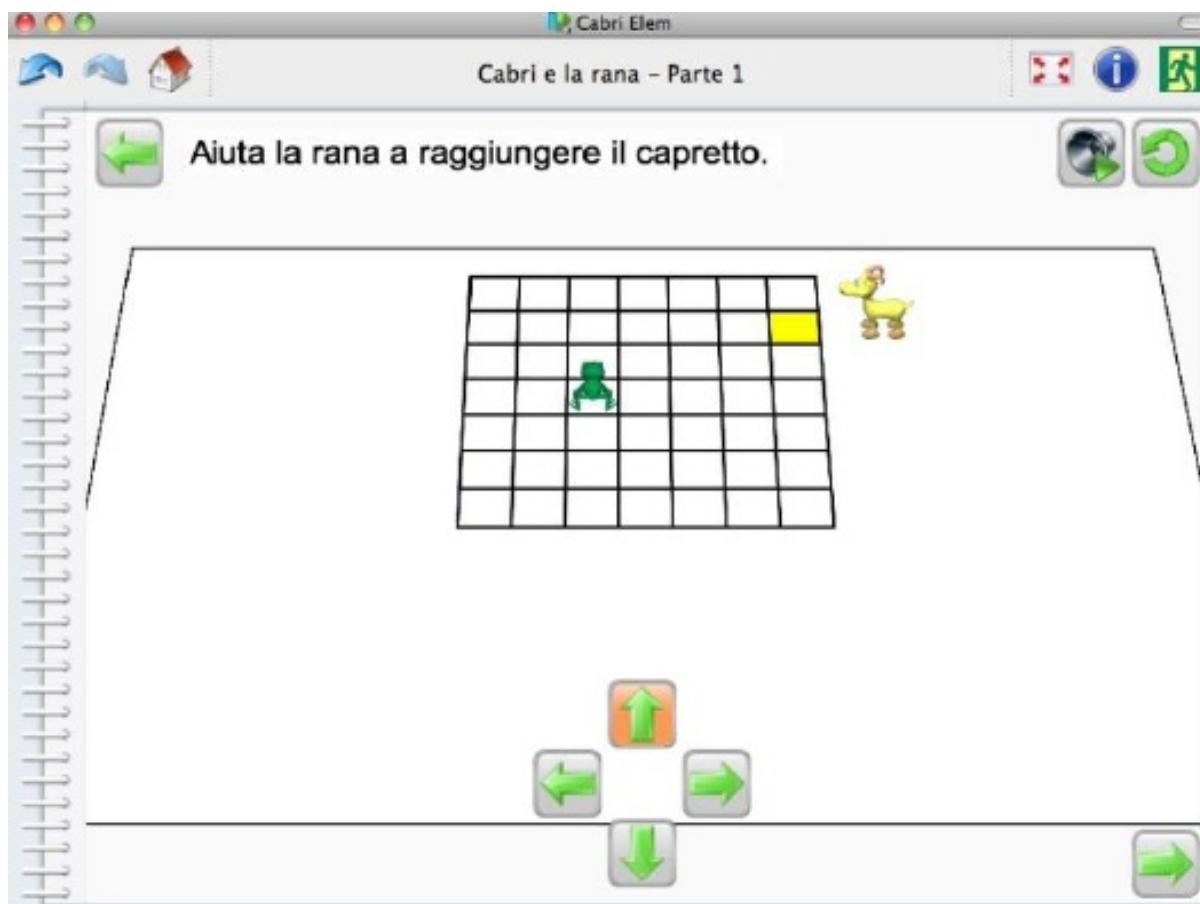 Cabri Elem
Cabri e la rana - Parte 1
Aiuta la rana a raggiungere il capretto.